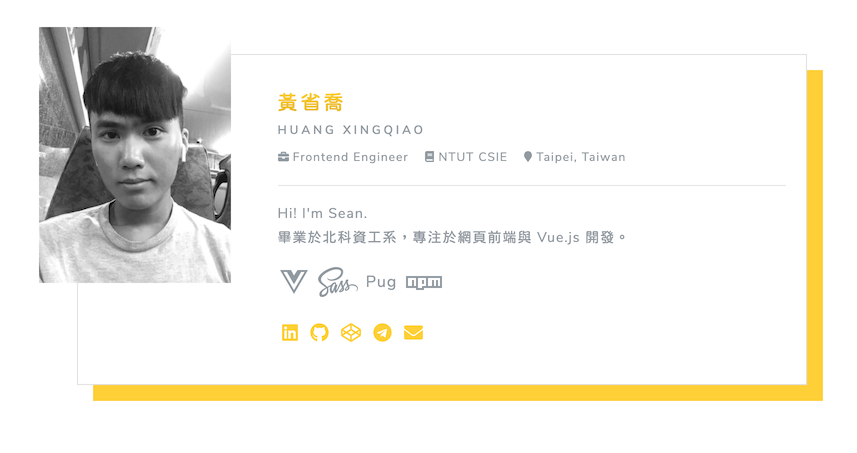 黃省喬
HUANG XINGQIAO
Frontend Engineer NTUT CSIE Taipei, Taiwan
Hi! I'm Sean.
畢業於北科資工系，專注於網頁前端與 Vue.js 開發。
Sass Pug npm
in